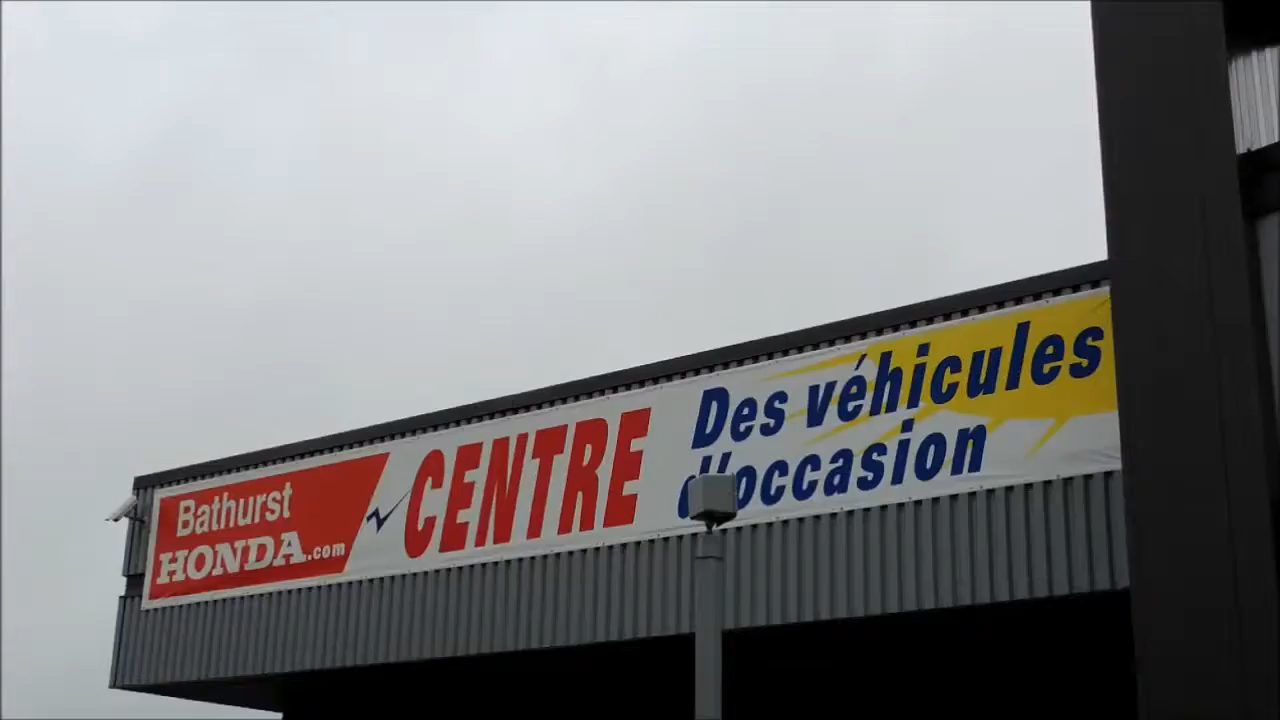 Bathurst
HONDA.com
CENTRE
Des véhicules
d'occasion